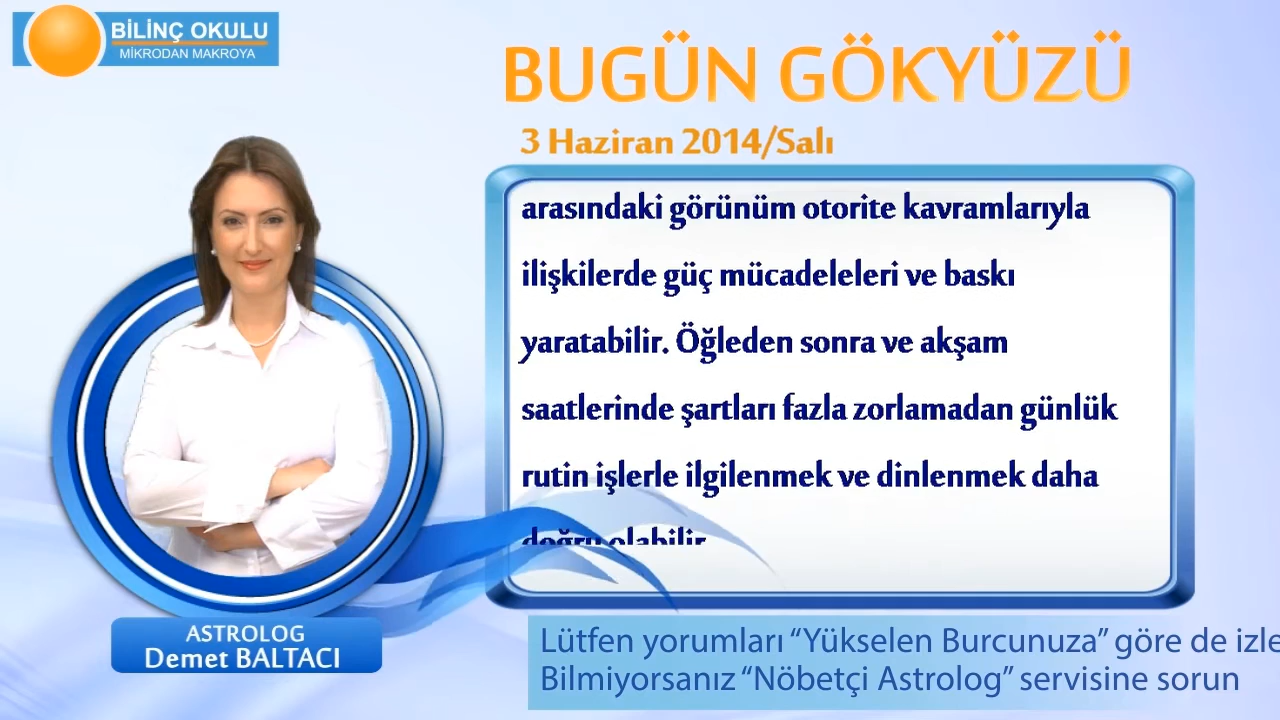 BİLİNÇ OKULU
MİKRODAN MAKROYA
BUGÜN GÖKYÜZÜ
3 Haziran 2014/Salı
arasındaki görünüm otorite kavramlarıyla
ilişkilerde güç mücadeleleri ve baskı
yaratabilir. Öğleden sonra ve akşam
saatlerinde şartları fazla zorlamadan günlük
rutin işlerle ilgilenmek ve dinlenmek daha
doğru olabilir
ASTROLOG
Demet BALTACI
Lütfen yorumları “Yükselen Burcunuza” göre de izle
Bilmiyorsanız “Nöbetçi Astrolog” servisine sorun